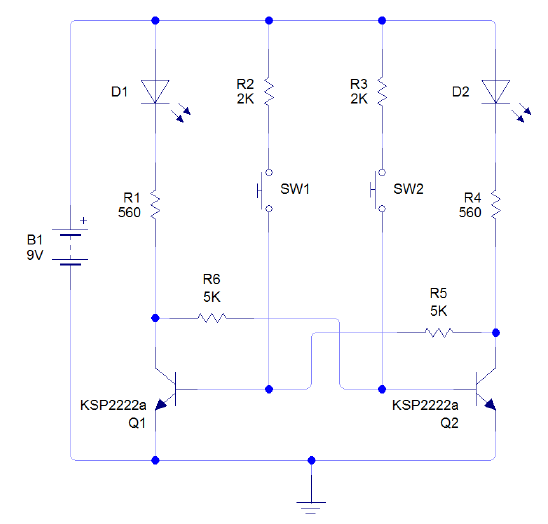 D1
R2
2K
R3
2K
D2
SW1
SW2
R1
560
R4
560
+
B1
9V
R6
5K
R5
5K
KSP2222a
Q1
KSP2222a
Q2